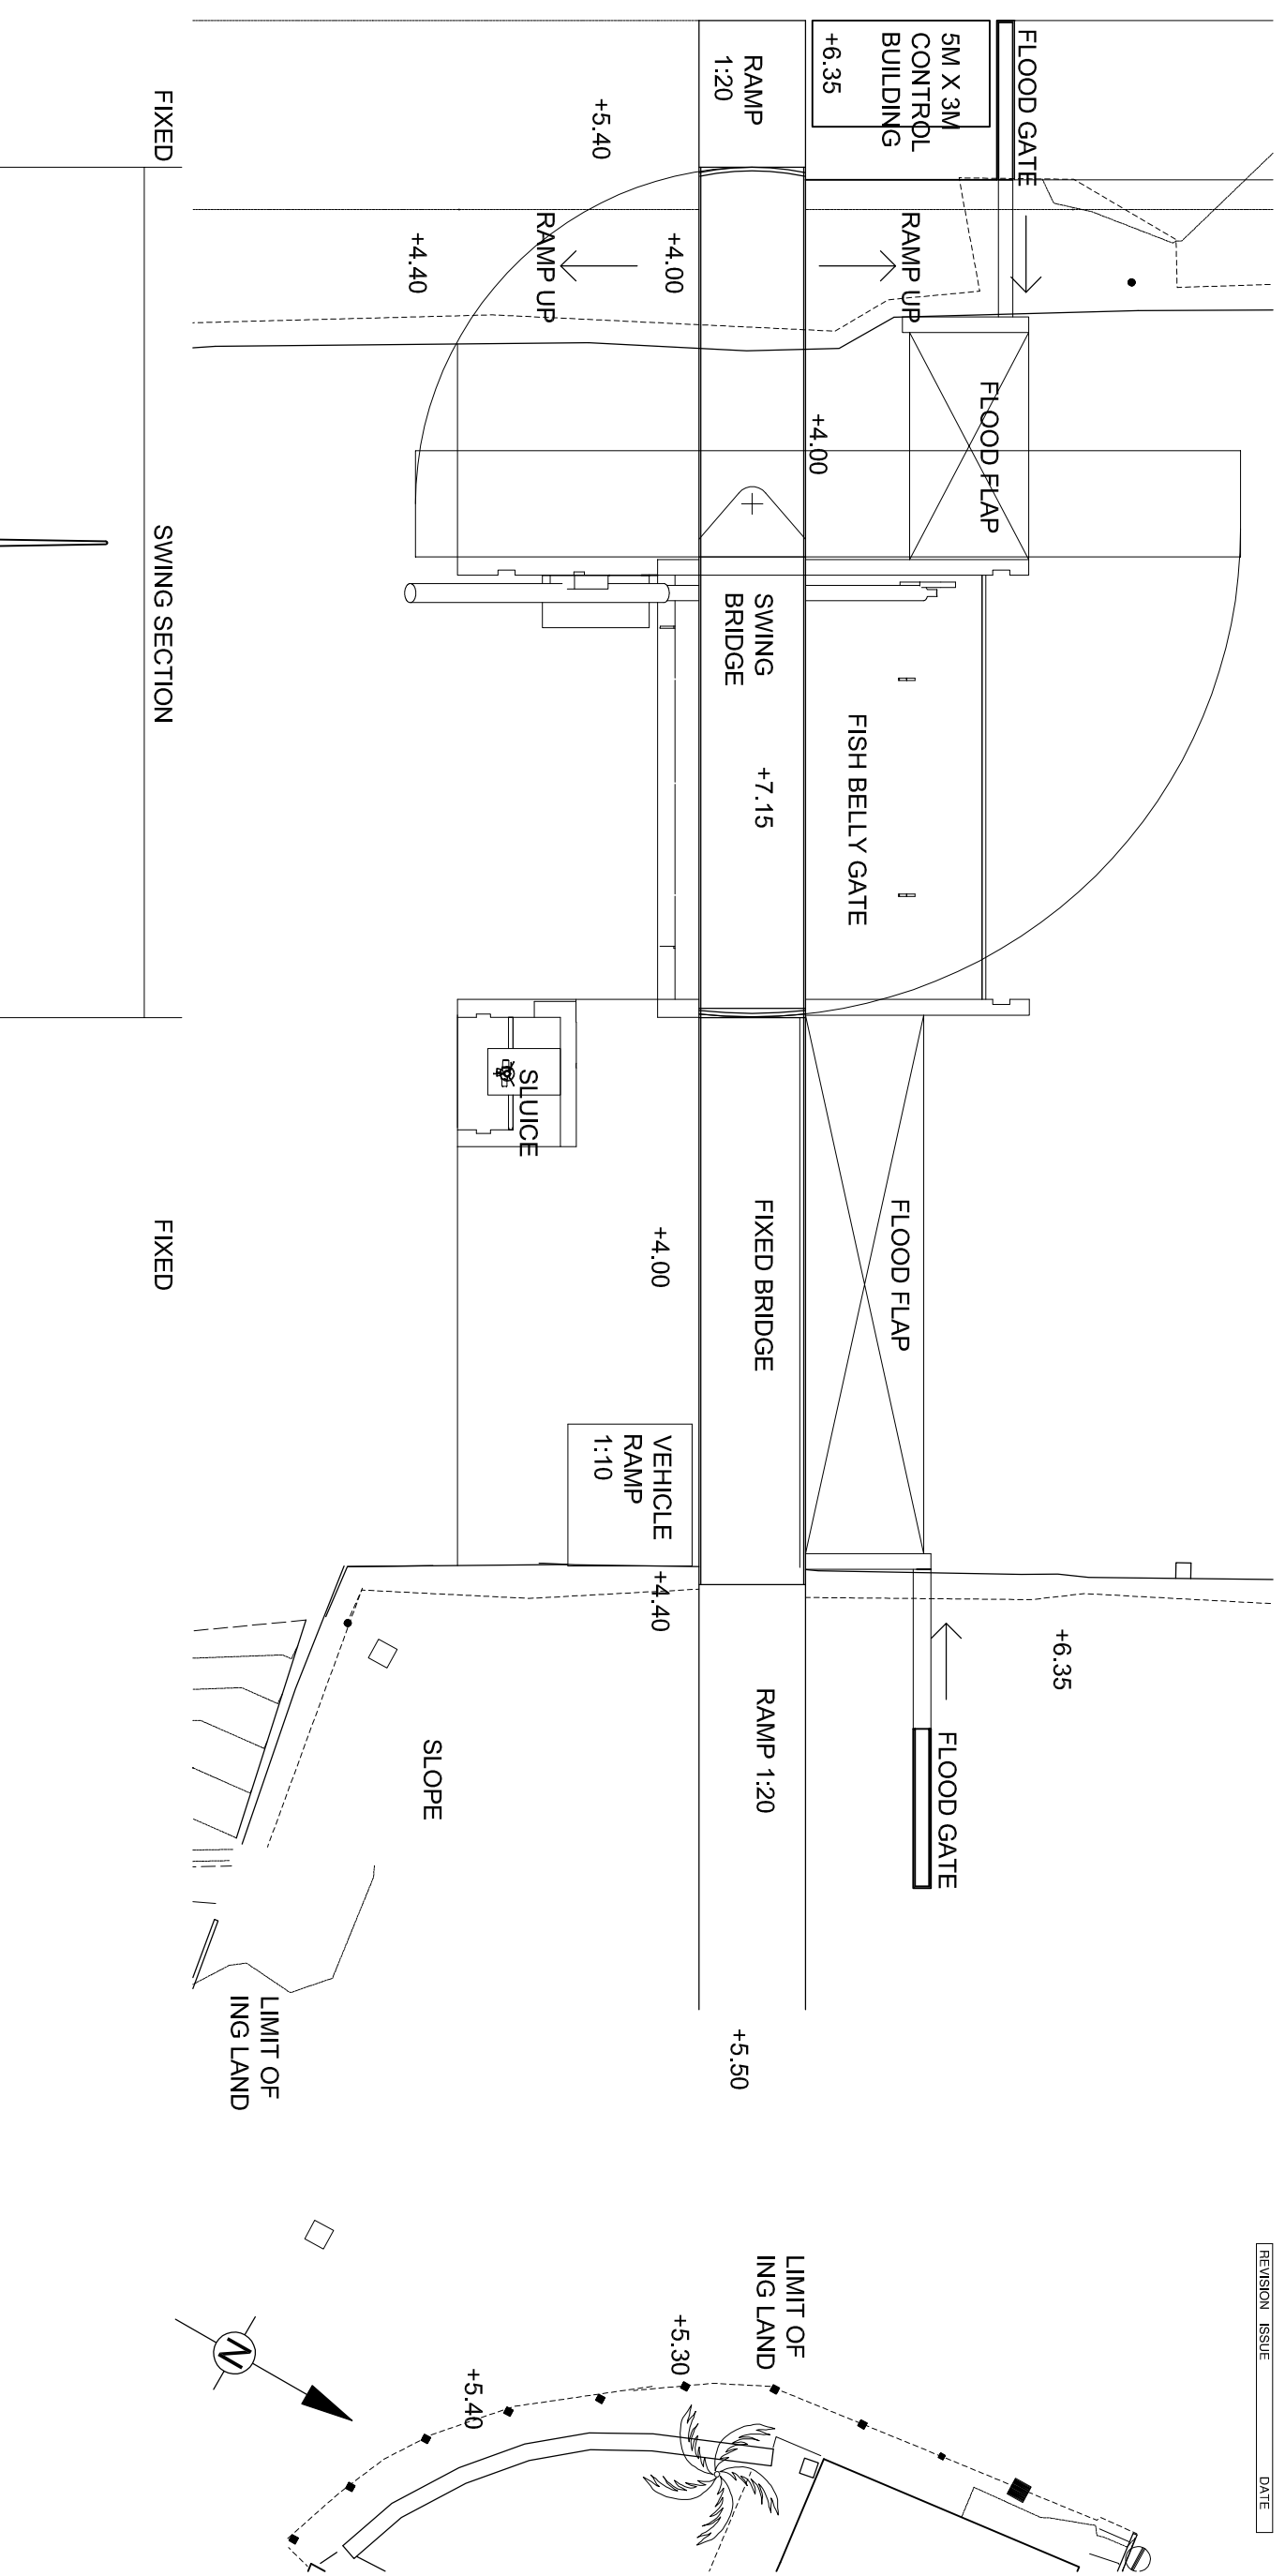 FLOOD GATE
5M X 3M
CONTROL
BUILDING
+6.35
RAMP
1:20
+5.40
FIXED
RAMP UP
+4.00
RAMP UP
+4.40
FLOOD FLAP
+4.00
SWING SECTION
SWING
BRIDGE
+7.15
FISH BELLY GATE
SLUICE
FLOOD FLAP
FIXED BRIDGE
+4.00
FIXED
VEHICLE
RAMP
1:10
+4.40
+6.35
RAMP 1:20
FLOOD GATE
SLOPE
LIMIT OF
ING LAND
+5.50
LIMIT OF
ING LAND
+5.30
+5.40
N
REVISION ISSUE DATE